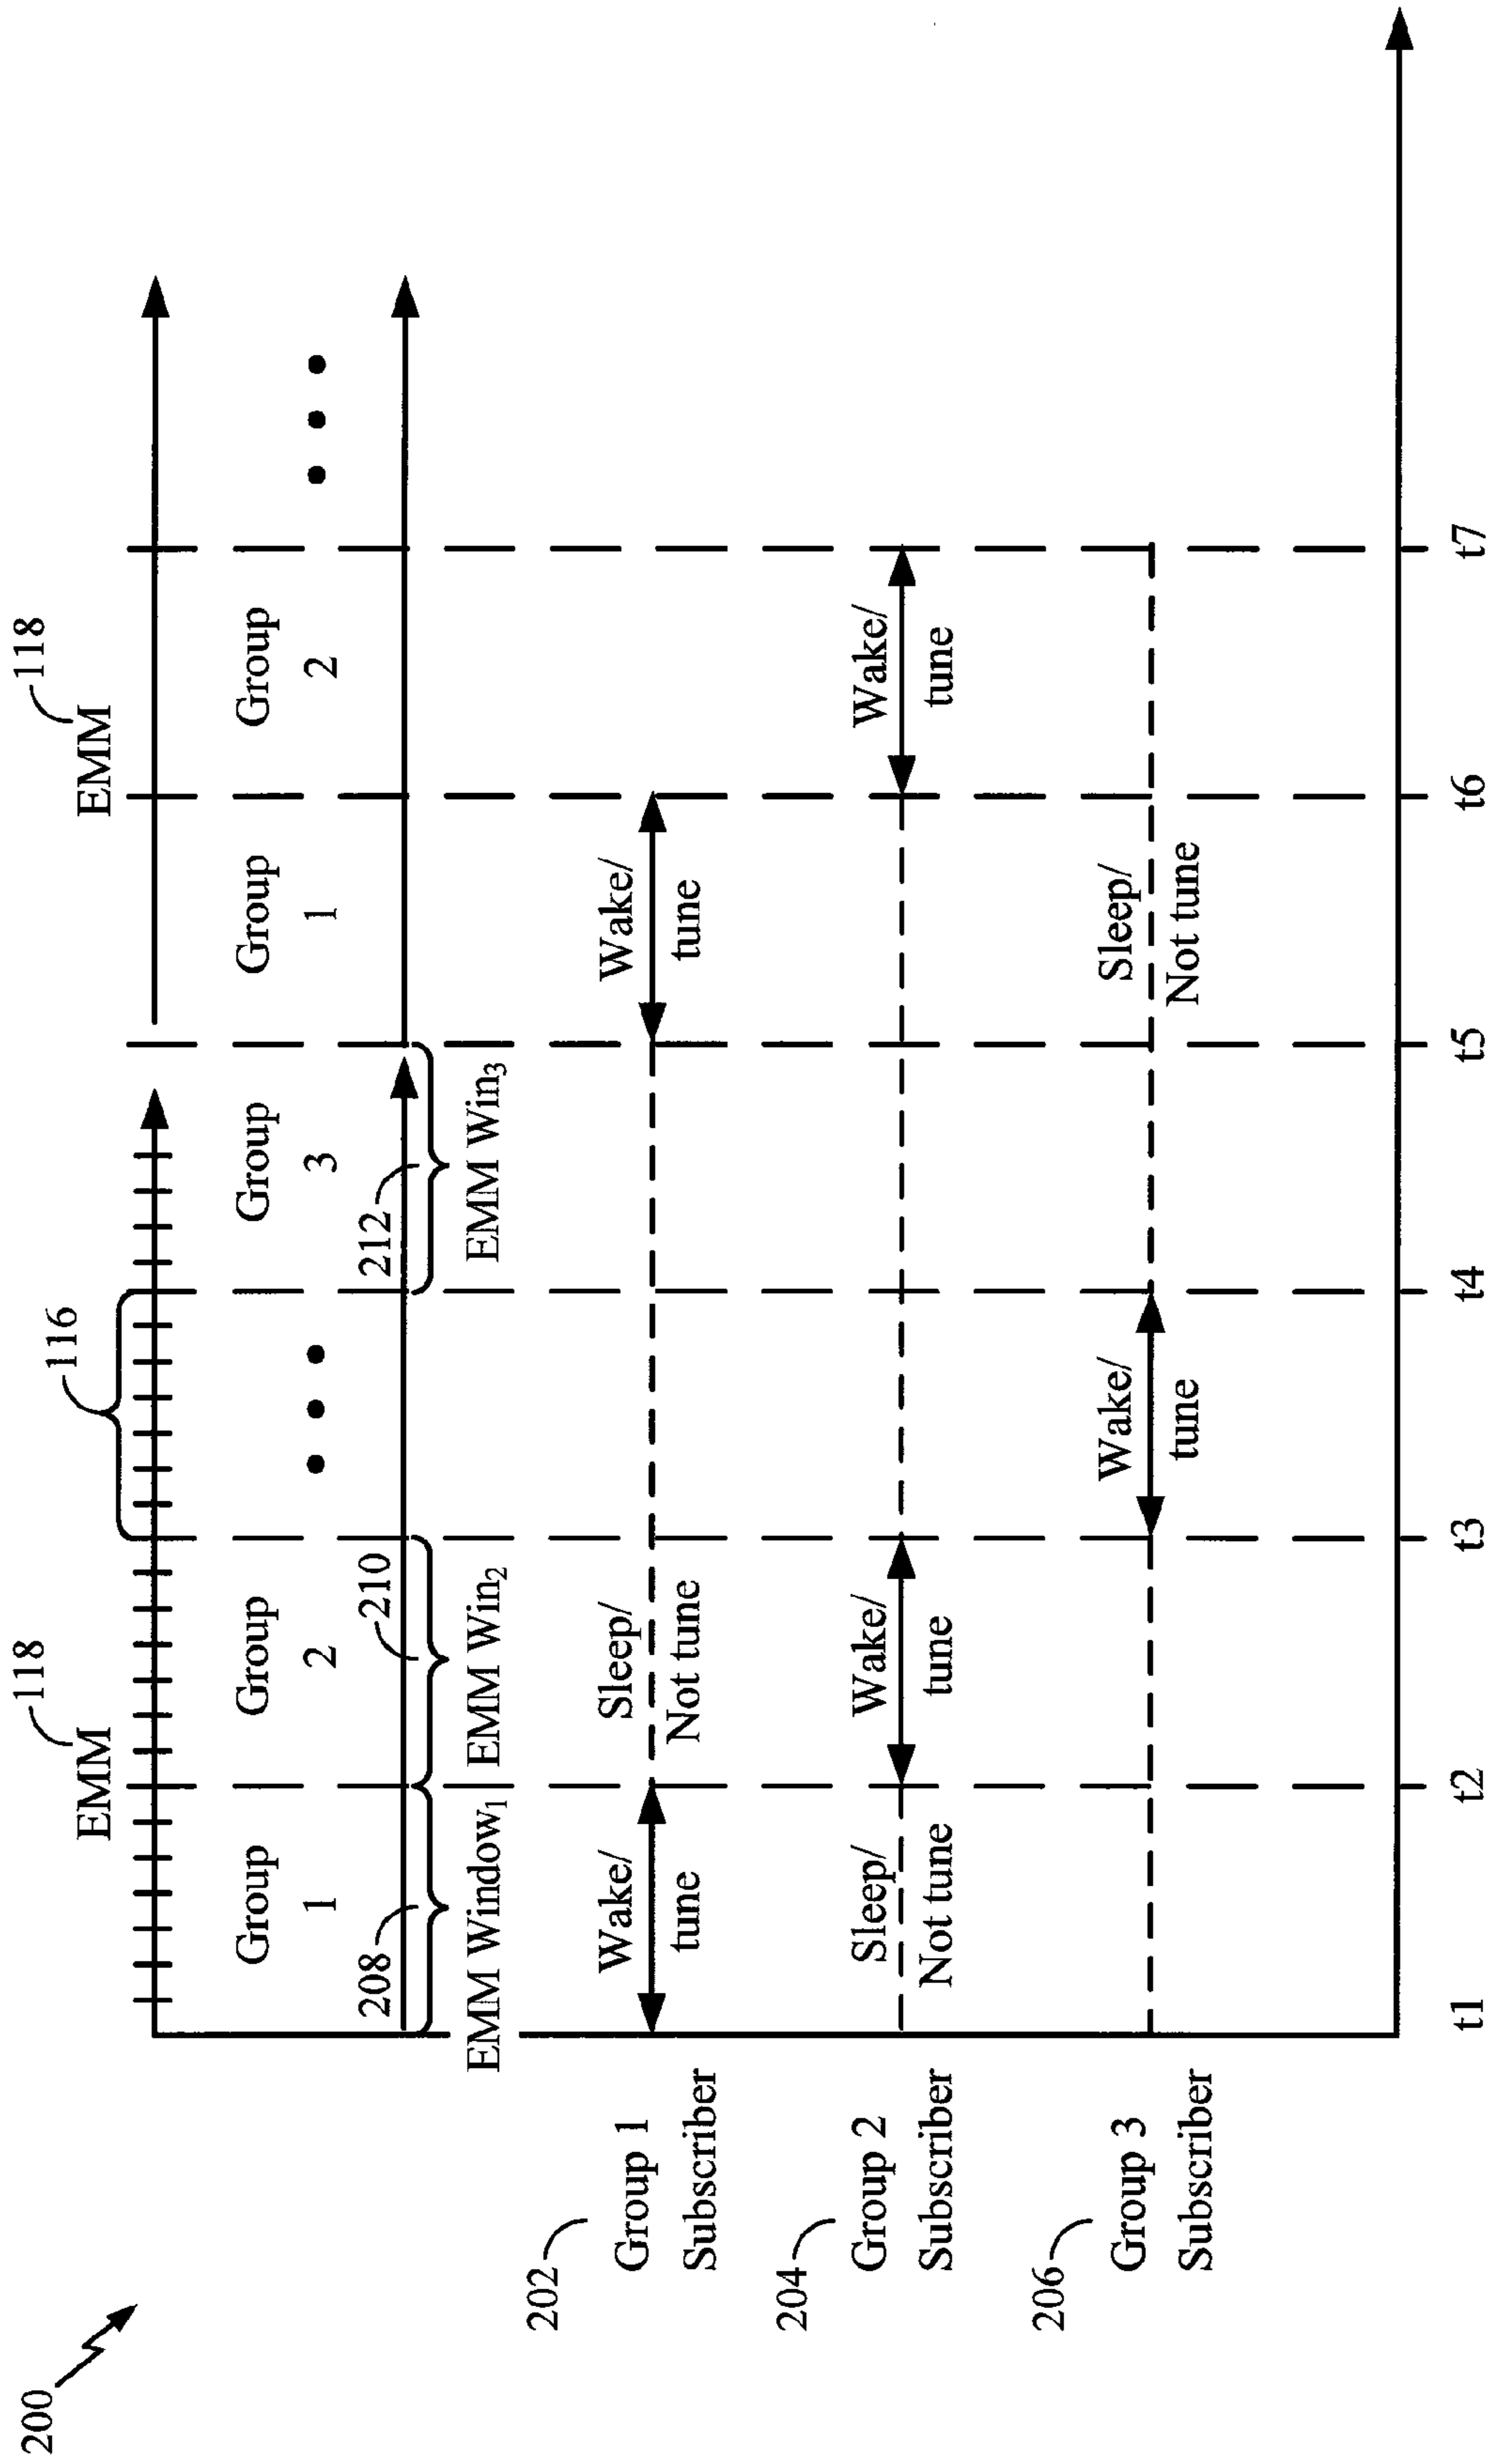 200
EMM
118
EMM
118
116
Group
1
Group
2
Group
3
Group
1
Group
2
208
210
212
EMM Window1
EMM Win2
EMM Win3
202
Group 1
Subscriber
Wake/
tune
Sleep/
Not tune
Wake/
tune
204
Group 2
Subscriber
Sleep/
Not tune
Wake/
tune
Wake/
tune
206
Group 3
Subscriber
Wake/
tune
Sleep/
Not tune
t1
t2
t3
t4
t5
t6
t7